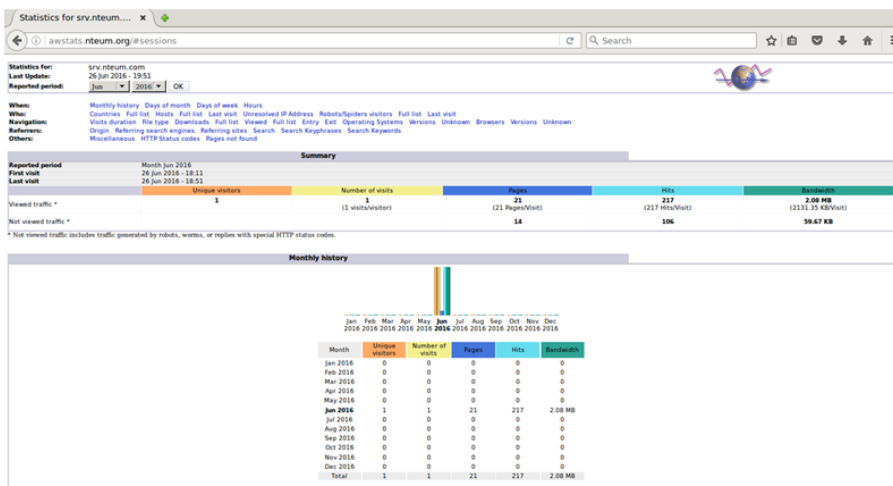 Statistics for srv.nteum....
awstats.nteum.org/#sessions
Search
Statistics for: srv.nteum.com
Last Update: 26 Jun 2016 - 19:51
Reported period: Jun 2016 OK
When: Monthly history Days of month Days of week Hours
Who: Countries Full list Hosts Full list Last visit Unresolved IP Address Robots/Spiders visitors Full list Last visit
Navigation: Visits duration File type Downloads Full list Viewed Full list Entry Exit Operating Systems Versions Unknown Browsers Versions Unknown
Referrers: Origin Referring search engines Referring sites Search Search Keyphrases Search Keywords
Others: Miscellaneous HTTP Status codes Pages not found
Summary
Reported period Month Jun 2016
First visit 26 Jun 2016 - 18:11
Last visit 26 Jun 2016 - 18:51
Unique visitors Number of visits Pages Hits Bandwidth
Viewed traffic * 1 1 21 217 2.08 MB
(1 visits/visitor) (21 Pages/Visit) (217 Hits/Visit) (2131.35 KB/Visit)
Not viewed traffic * 14 106 59.67 KB
* Not viewed traffic includes traffic generated by robots, worms, or replies with special HTTP status codes.
Monthly history
Jan Feb Mar Apr May Jun Jul Aug Sep Oct Nov Dec
2016 2016 2016 2016 2016 2016 2016 2016 2016 2016 2016 2016
Month Unique visitors Number of visits Pages Hits Bandwidth
Jan 2016 0 0 0 0 0
Feb 2016 0 0 0 0 0
Mar 2016 0 0 0 0 0
Apr 2016 0 0 0 0 0
May 2016 0 0 0 0 0
Jun 2016 1 1 21 217 2.08 MB
Jul 2016 0 0 0 0 0
Aug 2016 0 0 0 0 0
Sep 2016 0 0 0 0 0
Oct 2016 0 0 0 0 0
Nov 2016 0 0 0 0 0
Dec 2016 0 0 0 0 0
Total 1 1 21 217 2.08 MB